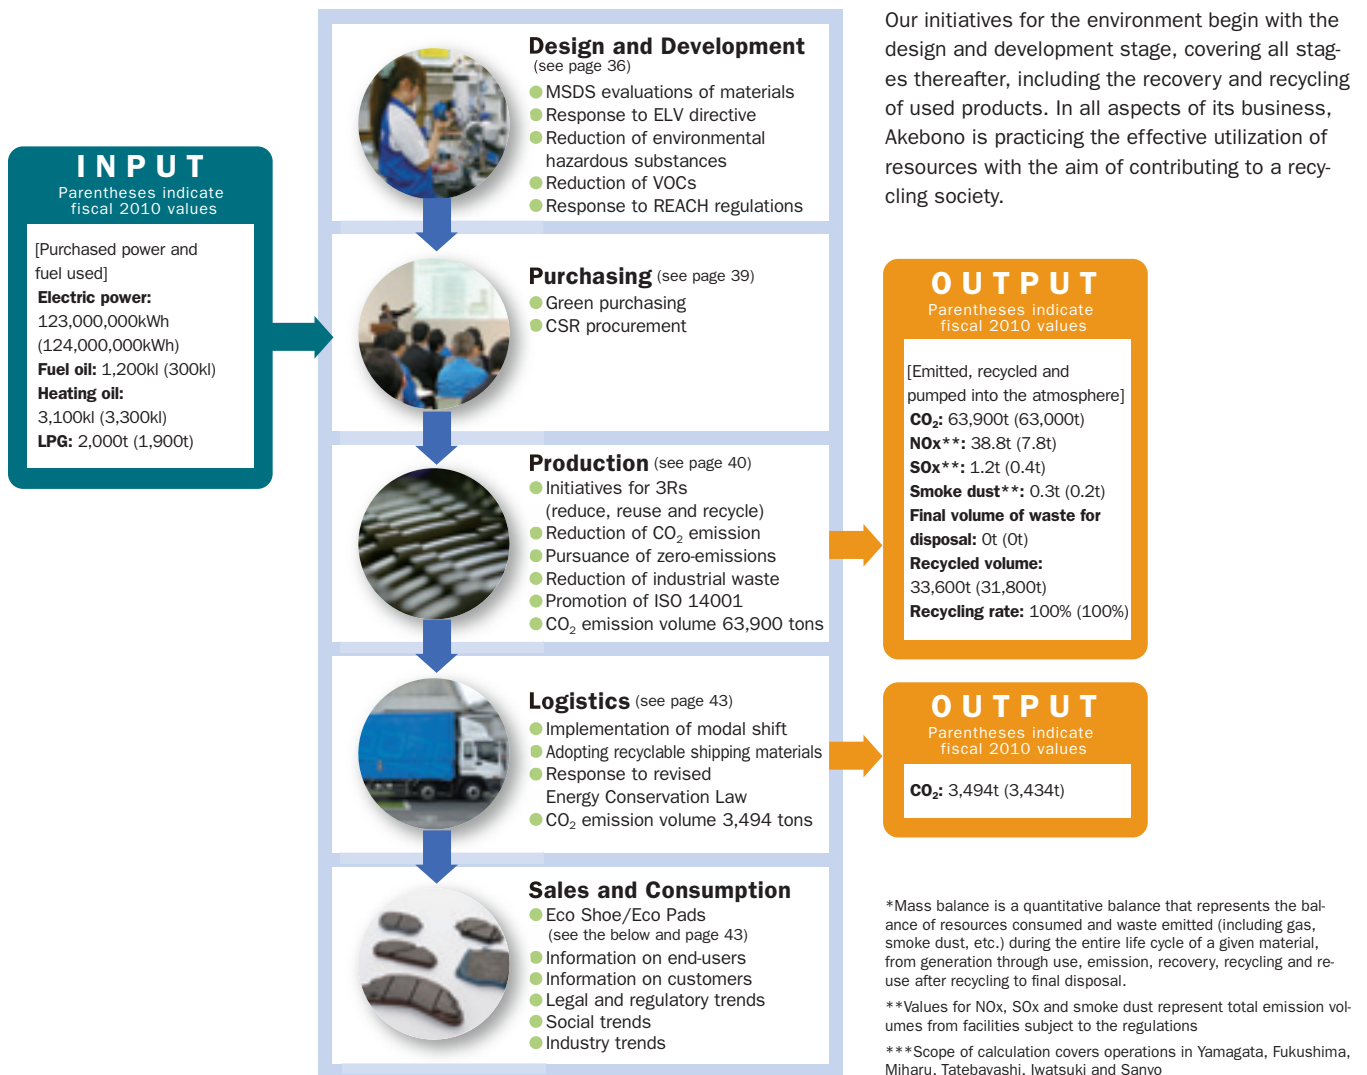 INPUT
Parentheses indicate
fiscal 2010 values
[Purchased power and
fuel used]
Electric power:
123,000,000kWh
(124,000,000kWh)
Fuel oil: 1,200kl (300kl)
Heating oil:
3,100kl (3,300kl)
LPG: 2,000t (1,900t)
Design and Development
(see page 36)
MSDS evaluations of materials
Response to ELV directive
Reduction of environmental
hazardous substances
Reduction of VOCs
Response to REACH regulations
Purchasing (see page 39)
Green purchasing
CSR procurement
Production (see page 40)
Initiatives for 3Rs
(reduce, reuse and recycle)
Reduction of CO2 emission
Pursuance of zero-emissions
Reduction of industrial waste
Promotion of ISO 14001
CO2 emission volume 63,900 tons
Logistics (see page 43)
Implementation of modal shift
Adopting recyclable shipping materials
Response to revised
Energy Conservation Law
CO2 emission volume 3,494 tons
Sales and Consumption
Eco Shoe/Eco Pads
(see the below and page 43)
Information on end-users
Information on customers
Legal and regulatory trends
Social trends
Industry trends
Our initiatives for the environment begin with the
design and development stage, covering all stag-
es thereafter, including the recovery and recycling
of used products. In all aspects of its business,
Akebono is practicing the effective utilization of
resources with the aim of contributing to a recy-
cling society.
OUTPUT
Parentheses indicate
fiscal 2010 values
[Emitted, recycled and
pumped into the atmosphere]
CO2: 63,900t (63,000t)
NOx**: 38.8t (7.8t)
SOx**: 1.2t (0.4t)
Smoke dust**: 0.3t (0.2t)
Final volume of waste for
disposal: 0t (0t)
Recycled volume:
33,600t (31,800t)
Recycling rate: 100% (100%)
OUTPUT
Parentheses indicate
fiscal 2010 values
CO2: 3,494t (3,434t)
*Mass balance is a quantitative balance that represents the bal-
ance of resources consumed and waste emitted (including gas,
smoke dust, etc.) during the entire life cycle of a given material,
from generation through use, emission, recovery, recycling and re-
use after recycling to final disposal.
**Values for NOx, SOx and smoke dust represent total emission vol-
umes from facilities subject to the regulations
***Scope of calculation covers operations in Yamagata, Fukushima,
Miharu, Tatebayashi, Iwatsuki and Sanyo